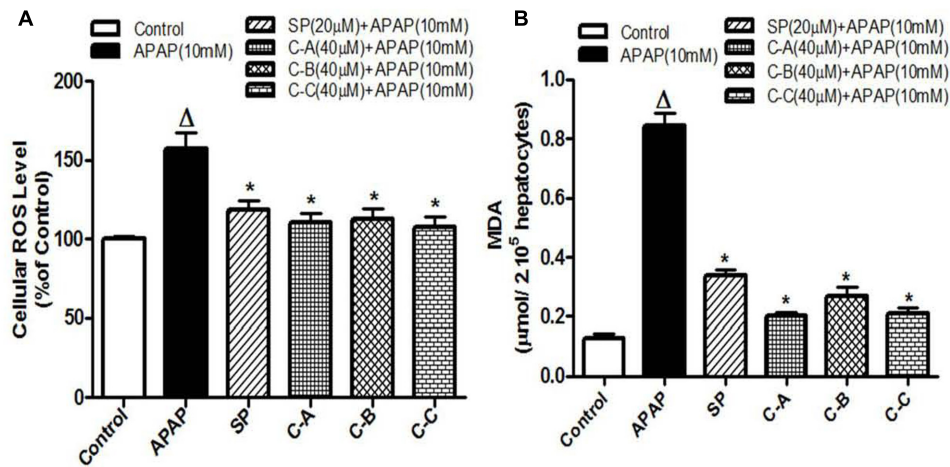 A
Control
APAP(10mM)
SP(20μM)+APAP(10mM)
C-A(40μM)+APAP(10mM)
C-B(40μM)+APAP(10mM)
C-C(40μM)+APAP(10mM)
Cellular ROS Level
(%of Control)
200
150
100
50
0
Δ
*
*
*
*
Control
APAP
SP
C-A
C-B
C-C
B
Control
APAP(10mM)
SP(20μM)+APAP(10mM)
C-A(40μM)+APAP(10mM)
C-B(40μM)+APAP(10mM)
C-C(40μM)+APAP(10mM)
MDA
(μmol/ 2 10⁵ hepatocytes)
1.0
0.8
0.6
0.4
0.2
0.0
Δ
*
*
*
*
Control
APAP
SP
C-A
C-B
C-C